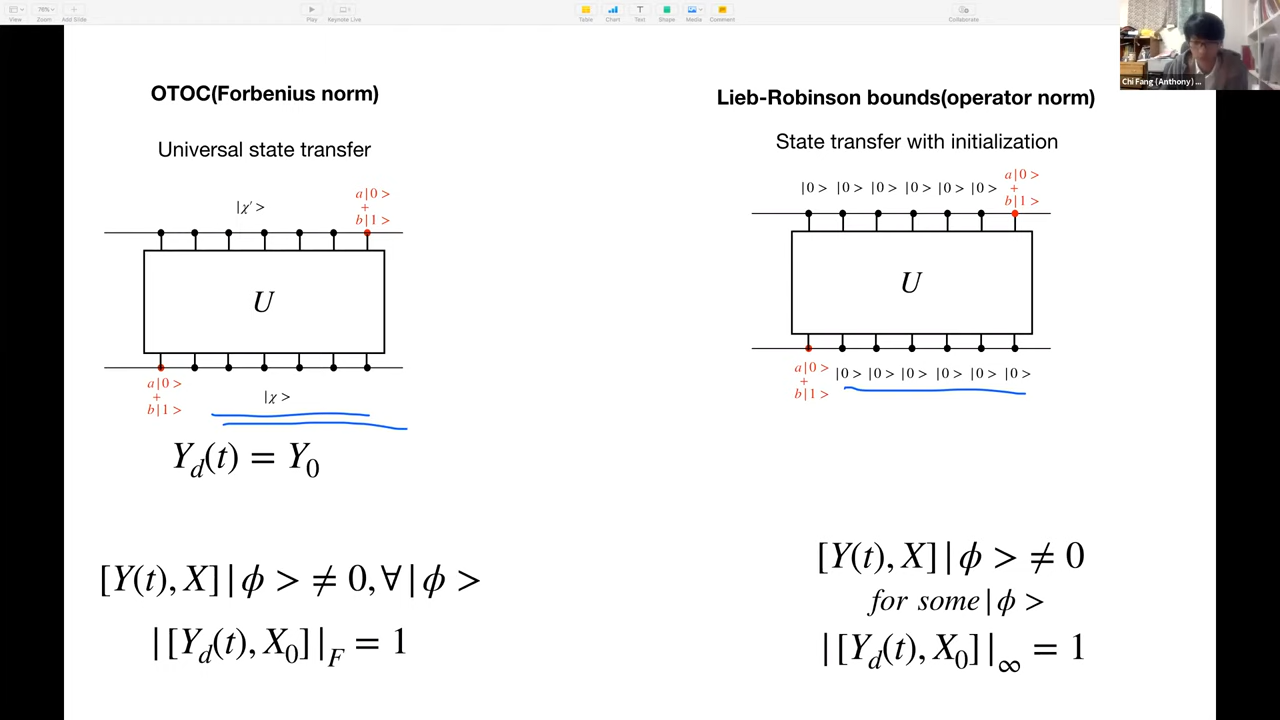 View
78%
Zoom
Add Slide
Play
Keynote Live
Table
Chart
Text
Shape
Media
Comment
Collaborate
Chi Fang (Anthony) ...
OTOC(Forbenius norm)
Universal state transfer
|χ′ >
a|0 >
+
b|1 >
U
a|0 >
+
b|1 >
|χ >
Y_d(t) = Y_0
[Y(t), X]|ϕ > ≠ 0, ∀|ϕ >
|[Y_d(t), X_0]|_F = 1
Lieb-Robinson bounds(operator norm)
State transfer with initialization
|0 > |0 > |0 > |0 > |0 > |0 >
a|0 >
+
b|1 >
U
a|0 >
+
b|1 >
|0 > |0 > |0 > |0 > |0 > |0 >
[Y(t), X]|ϕ > ≠ 0
for some|ϕ >
|[Y_d(t), X_0]|_∞ = 1